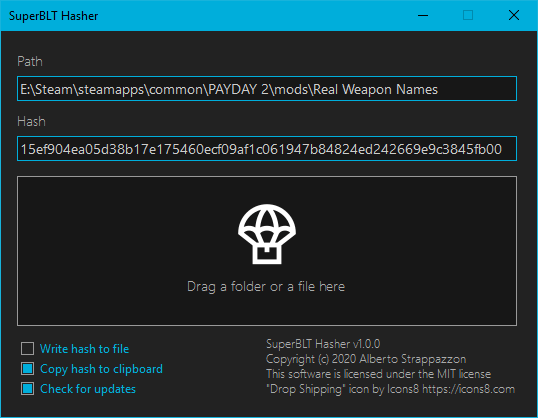 SuperBLT Hasher
Path
E:\Steam\steamapps\common\PAYDAY 2\mods\Real Weapon Names
Hash
15ef904ea05d38b17e175460ecf09af1c061947b84824ed242669e9c3845fb00
Drag a folder or a file here
Write hash to file
Copy hash to clipboard
Check for updates
SuperBLT Hasher v1.0.0
Copyright (c) 2020 Alberto Strappazzon
This software is licensed under the MIT license
"Drop Shipping" icon by Icons8 https://icons8.com